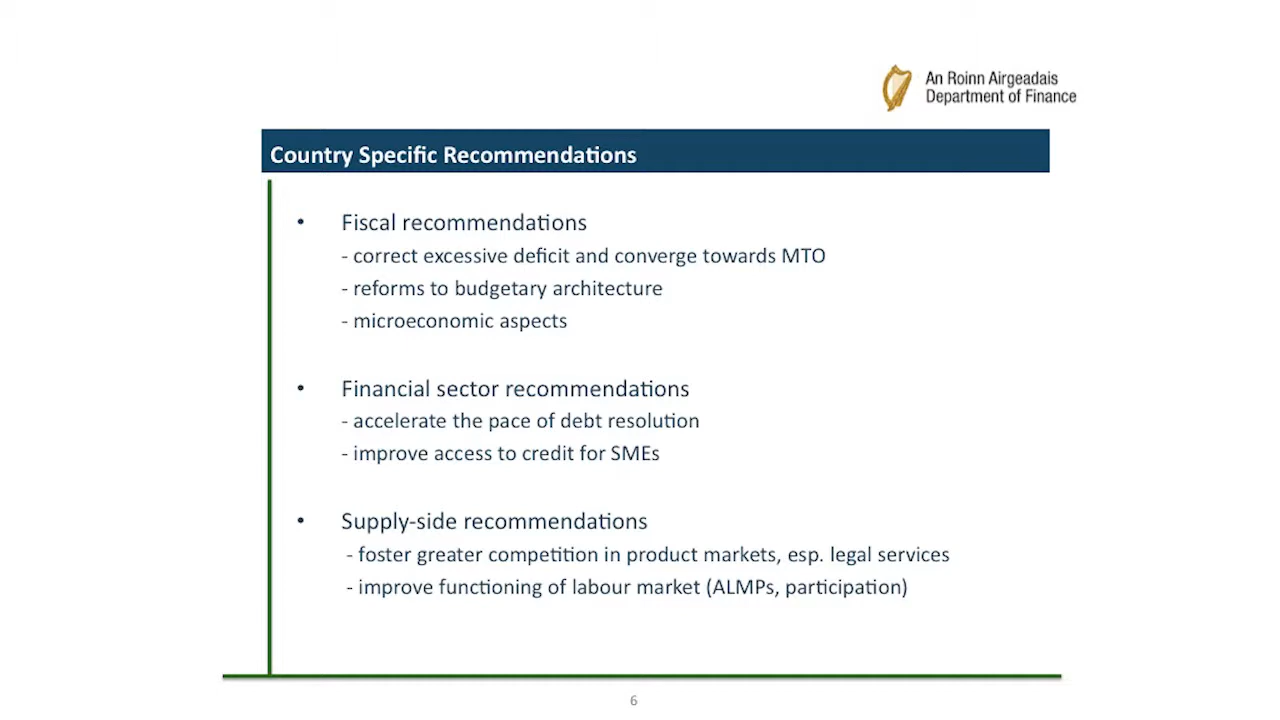 An Roinn Airgeadais
Department of Finance
Country Specific Recommendations
• Fiscal recommendations
- correct excessive deficit and converge towards MTO
- reforms to budgetary architecture
- microeconomic aspects
• Financial sector recommendations
- accelerate the pace of debt resolution
- improve access to credit for SMEs
• Supply-side recommendations
- foster greater competition in product markets, esp. legal services
- improve functioning of labour market (ALMPs, participation)
6